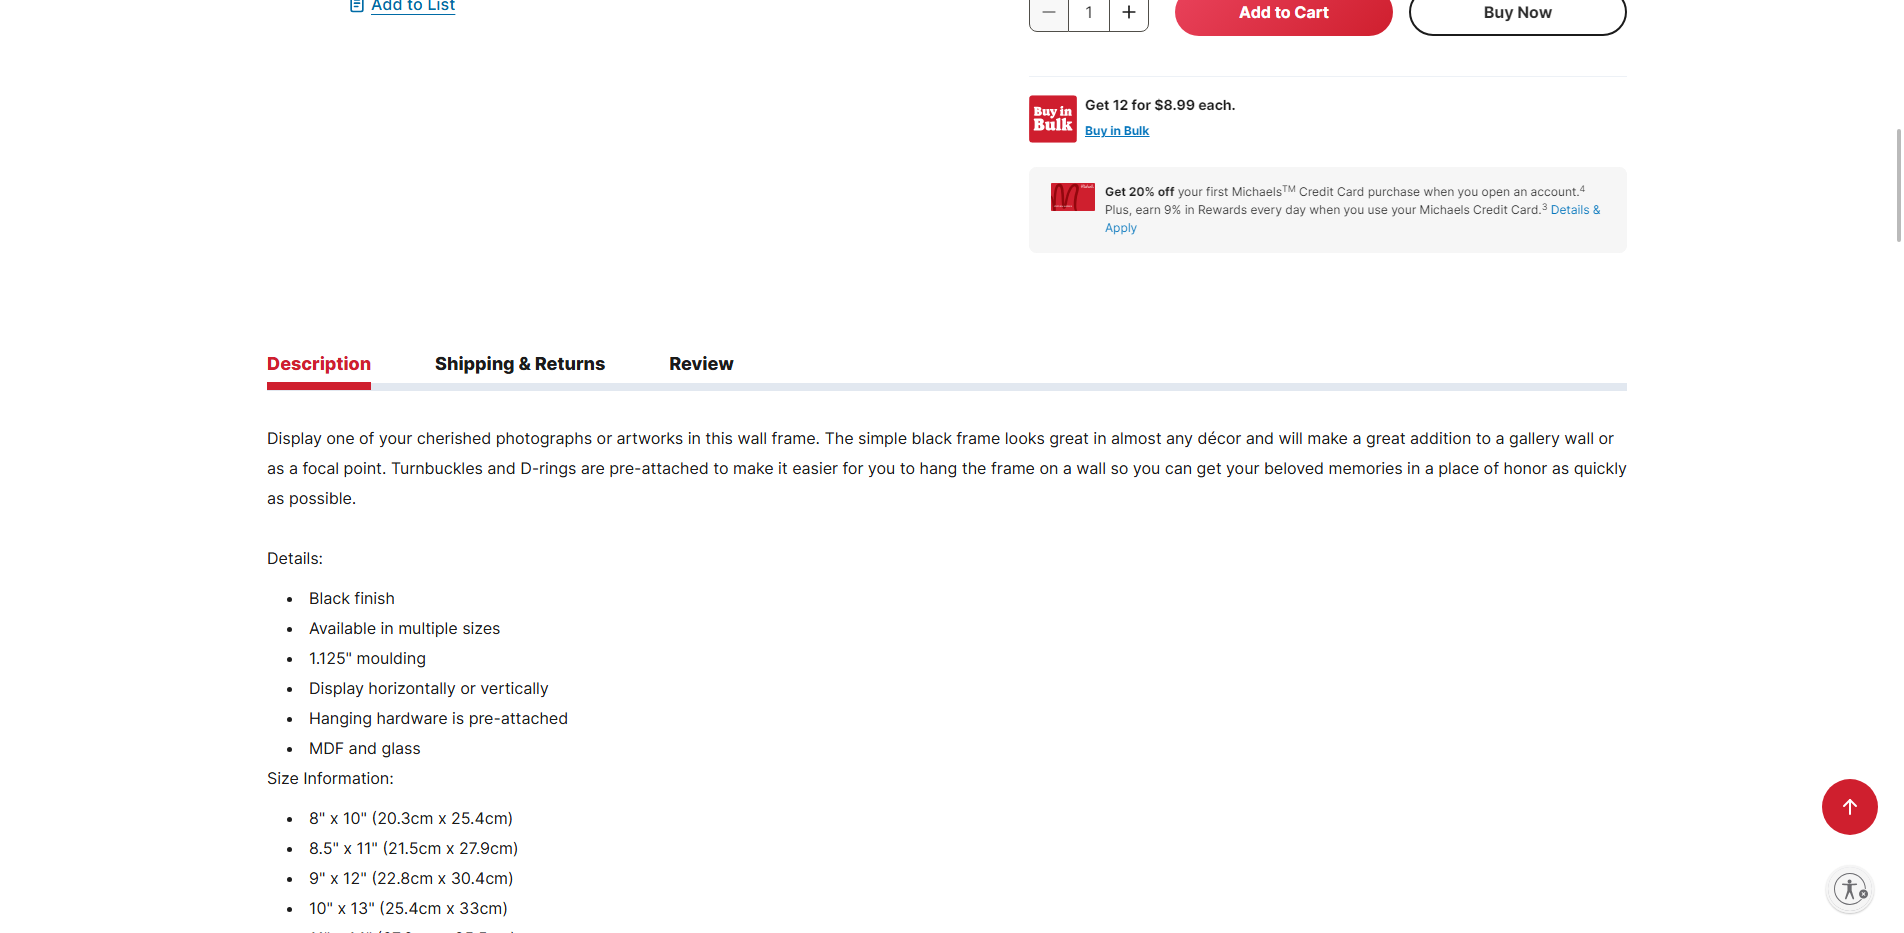 Add to List
1
Add to Cart
Buy Now
Buy in
Bulk
Get 12 for $8.99 each.
Buy in Bulk
Get 20% off your first Michaels™ Credit Card purchase when you open an account.⁴
Plus, earn 9% in Rewards every day when you use your Michaels Credit Card.³ Details &
Apply
Description
Shipping & Returns
Review
Display one of your cherished photographs or artworks in this wall frame. The simple black frame looks great in almost any décor and will make a great addition to a gallery wall or
as a focal point. Turnbuckles and D-rings are pre-attached to make it easier for you to hang the frame on a wall so you can get your beloved memories in a place of honor as quickly
as possible.
Details:
• Black finish
• Available in multiple sizes
• 1.125" moulding
• Display horizontally or vertically
• Hanging hardware is pre-attached
• MDF and glass
Size Information:
• 8" x 10" (20.3cm x 25.4cm)
• 8.5" x 11" (21.5cm x 27.9cm)
• 9" x 12" (22.8cm x 30.4cm)
• 10" x 13" (25.4cm x 33cm)